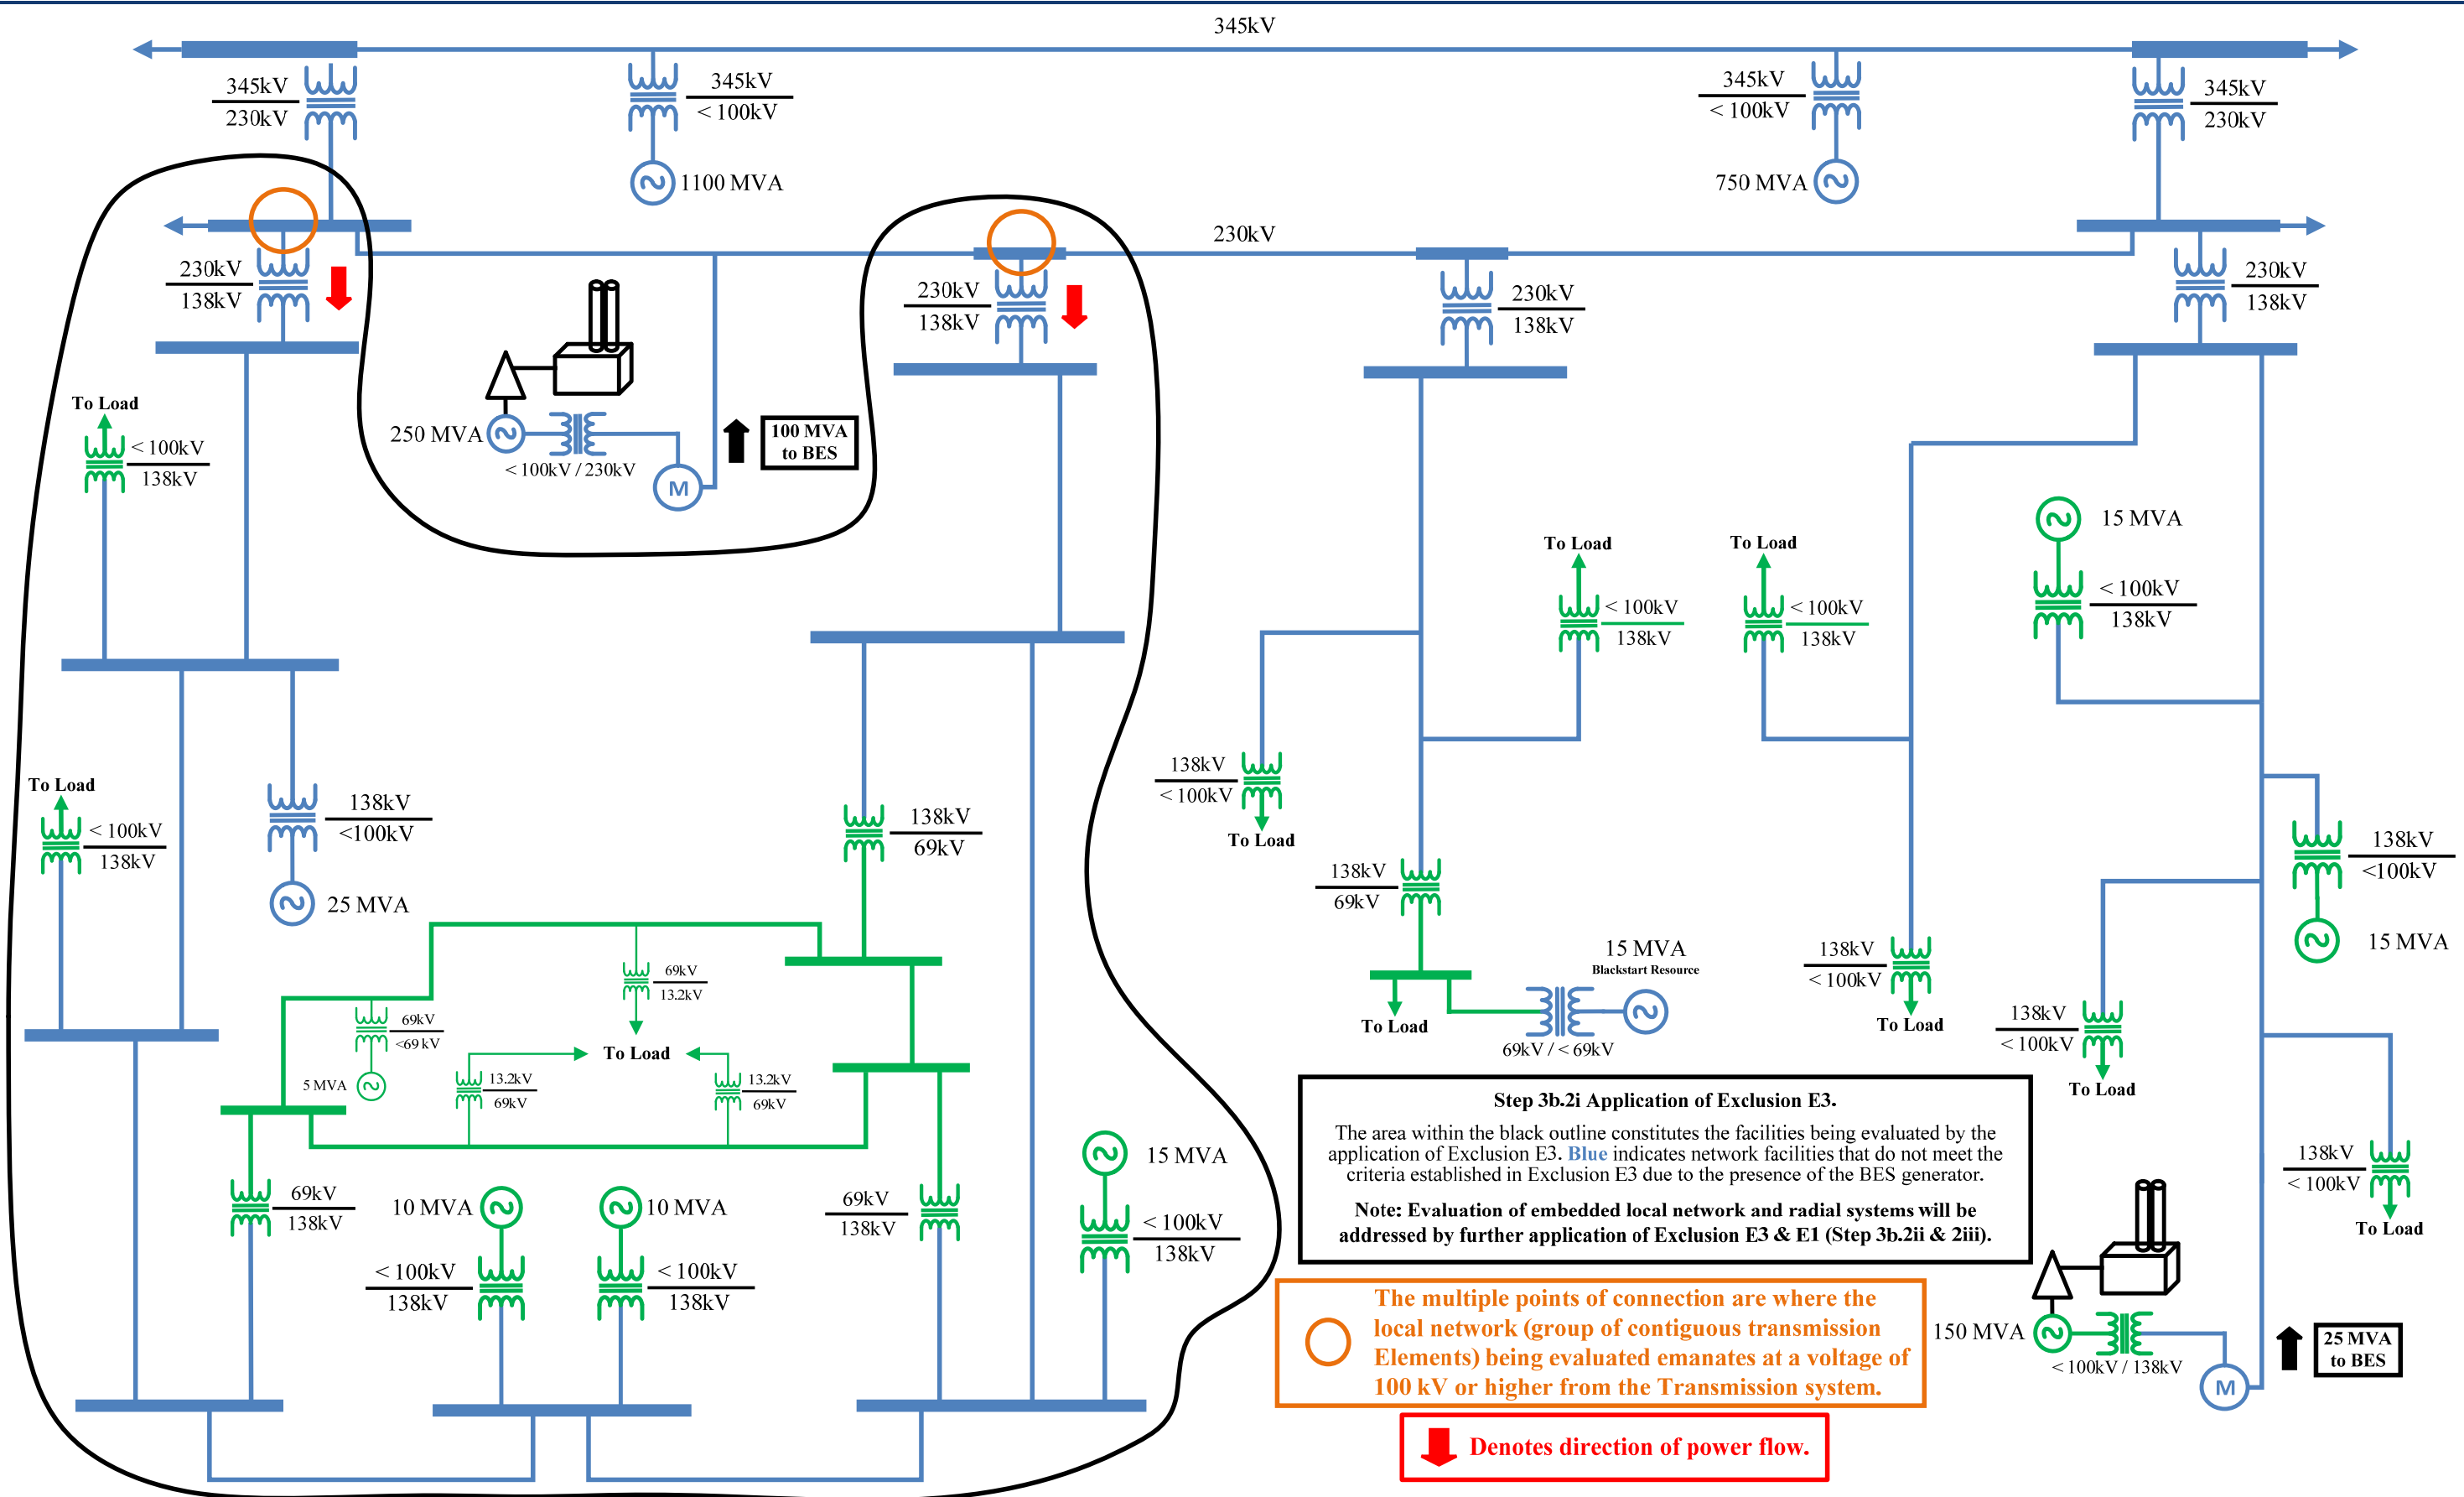 345kV
345kV
230kV
345kV
< 100kV
1100 MVA
345kV
< 100kV
750 MVA
345kV
230kV
230kV
230kV
138kV
230kV
138kV
230kV
138kV
230kV
138kV
250 MVA
< 100kV / 230kV
M
100 MVA
to BES
To Load
< 100kV
138kV
To Load
< 100kV
138kV
138kV
<100kV
25 MVA
138kV
69kV
69kV
13.2kV
69kV
<69 kV
5 MVA
To Load
13.2kV
69kV
13.2kV
69kV
69kV
138kV
10 MVA
< 100kV
138kV
10 MVA
< 100kV
138kV
69kV
138kV
15 MVA
< 100kV
138kV
To Load
< 100kV
138kV
To Load
< 100kV
138kV
15 MVA
< 100kV
138kV
138kV
< 100kV
To Load
138kV
69kV
To Load
15 MVA
Blackstart Resource
69kV / < 69kV
138kV
< 100kV
To Load
138kV
<100kV
15 MVA
138kV
< 100kV
To Load
138kV
< 100kV
To Load
150 MVA
< 100kV / 138kV
M
25 MVA
to BES
Step 3b.2i Application of Exclusion E3.
The area within the black outline constitutes the facilities being evaluated by the
application of Exclusion E3. Blue indicates network facilities that do not meet the
criteria established in Exclusion E3 due to the presence of the BES generator.
Note: Evaluation of embedded local network and radial systems will be
addressed by further application of Exclusion E3 & E1 (Step 3b.2ii & 2iii).
The multiple points of connection are where the
local network (group of contiguous transmission
Elements) being evaluated emanates at a voltage of
100 kV or higher from the Transmission system.
Denotes direction of power flow.